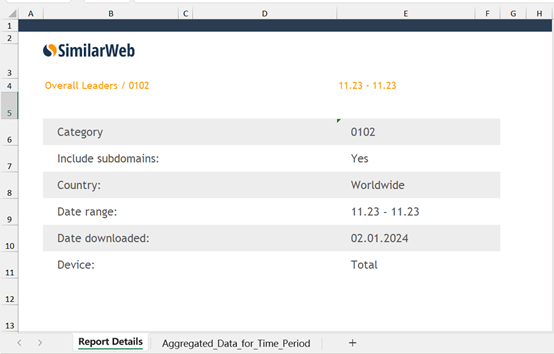 A B C D E F G H
1
2
SimilarWeb
3
4 Overall Leaders / 0102 11.23 - 11.23
5
6 Category 0102
7 Include subdomains: Yes
8 Country: Worldwide
9 Date range: 11.23 - 11.23
10 Date downloaded: 02.01.2024
11 Device: Total
12
13
Report Details Aggregated_Data_for_Time_Period +